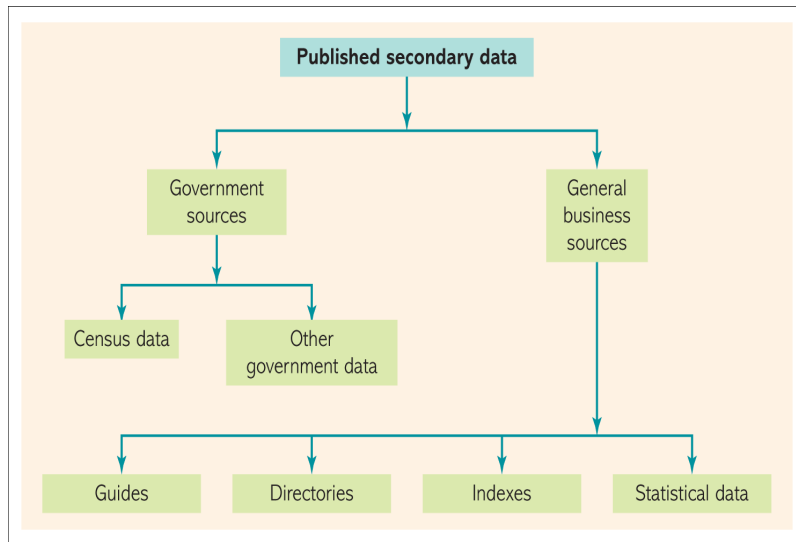 Published secondary data
Government
sources
General
business
sources
Census data
Other
government data
Guides
Directories
Indexes
Statistical data